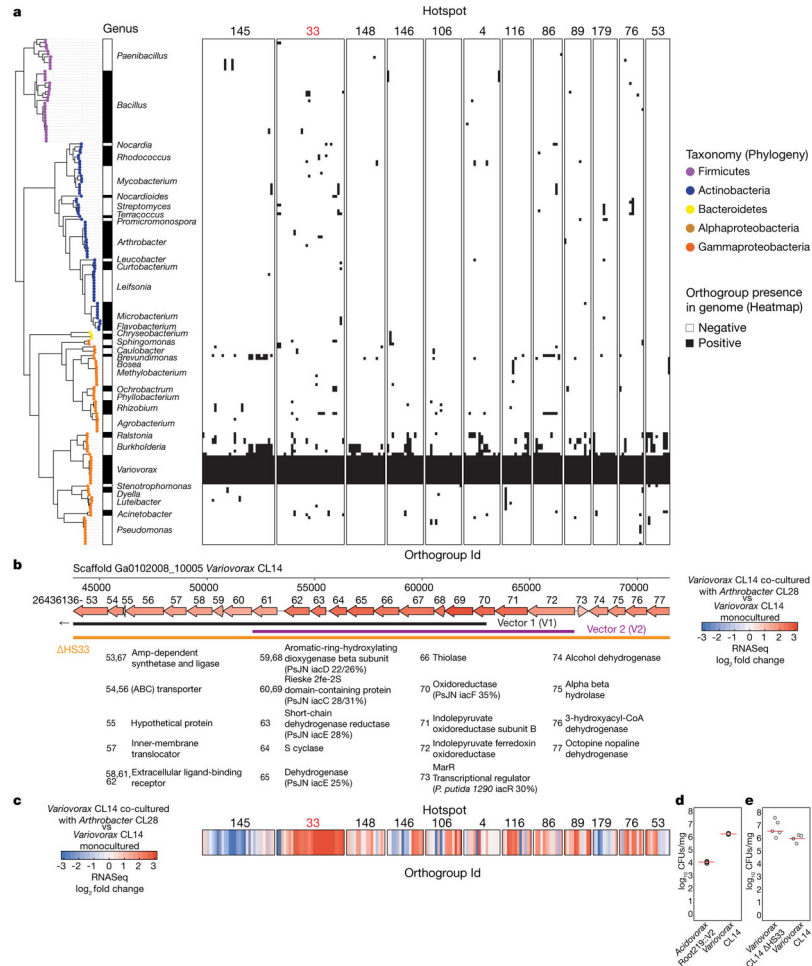 a
Hotspot
Genus
145 33 148 146 106 4 116 86 89 179 76 53
Paenibacillus
Bacillus
Nocardia
Rhodococcus
Mycobacterium
Nocardioides
Streptomyces
Terracoccus
Promicromonospora
Arthrobacter
Leucobacter
Curtobacterium
Leifsonia
Microbacterium
Flavobacterium
Chryseobacterium
Sphingomonas
Caulobacter
Brevundimonas
Bosea
Methylobacterium
Ochrobactrum
Phyllobacterium
Rhizobium
Agrobacterium
Ralstonia
Burkholderia
Variovorax
Stenotrophomonas
Dyella
Luteibacter
Acinetobacter
Pseudomonas
Taxonomy (Phylogeny)
Firmicutes
Actinobacteria
Bacteroidetes
Alphaproteobacteria
Gammaproteobacteria
Orthogroup presence
in genome (Heatmap)
Negative
Positive
Orthogroup Id
b
Scaffold Ga0102008_10005 Variovorax CL14
45000 50000 55000 60000 65000 70000
26436136- 53 54 55 56 57 58 59 60 61 62 63 64 65 66 67 68 69 70 71 72 73 74 75 76 77
Vector 1 (V1)
Vector 2 (V2)
ΔHS33
53,67 Amp-dependent
synthetase and ligase
54,56 (ABC) transporter
55 Hypothetical protein
57 Inner-membrane
translocator
58,61,
62 Extracellular ligand-binding
receptor
59,68 Aromatic-ring-hydroxylating
dioxygenase beta subunit
(PsJN iacD 22/26%)
60,69 Rieske 2fe-2S
domain-containing protein
(PsJN iacC 28/31%)
63 Short-chain
dehydrogenase reductase
(PsJN iacE 28%)
64 S cyclase
65 Dehydrogenase
(PsJN iacE 25%)
66 Thiolase
70 Oxidoreductase
(PsJN iacF 35%)
71 Indolepyruvate
oxidoreductase subunit B
72 Indolepyruvate ferredoxin
oxidoreductase
73 MarR
Transcriptional regulator
(P. putida 1290 iacR 30%)
74 Alcohol dehydrogenase
75 Alpha beta
hydrolase
76 3-hydroxyacyl-CoA
dehydrogenase
77 Octopine nopaline
dehydrogenase
Variovorax CL14 co-cultured
with Arthrobacter CL28
vs
Variovorax CL14
monocultured
-3 -2 -1 0 1 2 3
RNASeq
log2 fold change
c
Variovorax CL14 co-cultured
with Arthrobacter CL28
vs
Variovorax CL14
monocultured
-3 -2 -1 0 1 2 3
RNASeq
log2 fold change
Hotspot
145 33 148 146 106 4 116 86 89 179 76 53
Orthogroup Id
d
log10 CFUs/mg
8
7
6
5
4
3
2
1
0
Acidovorax
Root219::V2
Variovorax
CL14
e
log10 CFUs/mg
8
7
6
5
4
3
2
1
0
Variovorax
CL14 ΔHS33
Variovorax
CL14